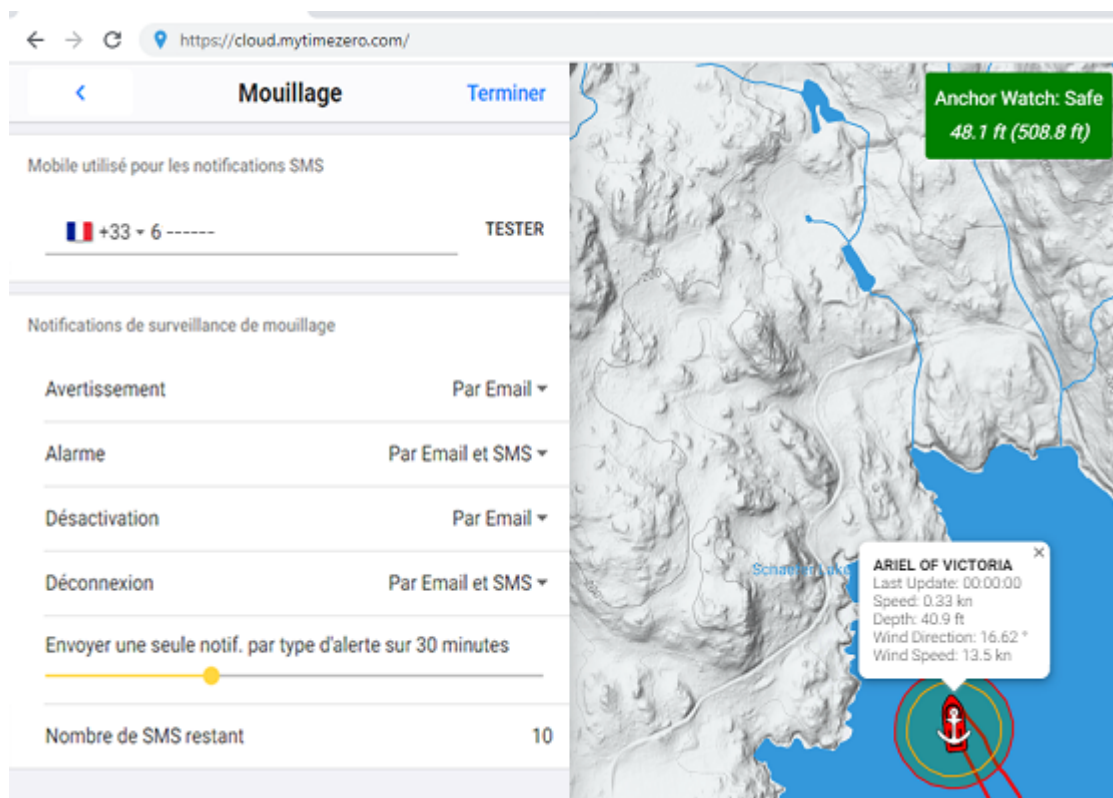 https://cloud.mytimezero.com/
Mouillage
Terminer
Mobile utilisé pour les notifications SMS
+33 6 ------
TESTER
Notifications de surveillance de mouillage
Avertissement
Par Email
Alarme
Par Email et SMS
Désactivation
Par Email
Déconnexion
Par Email et SMS
Envoyer une seule notif. par type d'alerte sur 30 minutes
Nombre de SMS restant
10
Anchor Watch: Safe
48.1 ft (508.8 ft)
200
200
ARIEL OF VICTORIA
Last Update: 00:00:00
Speed: 0.33 kn
Depth: 40.9 ft
Wind Direction: 16.62 °
Wind Speed: 13.5 kn